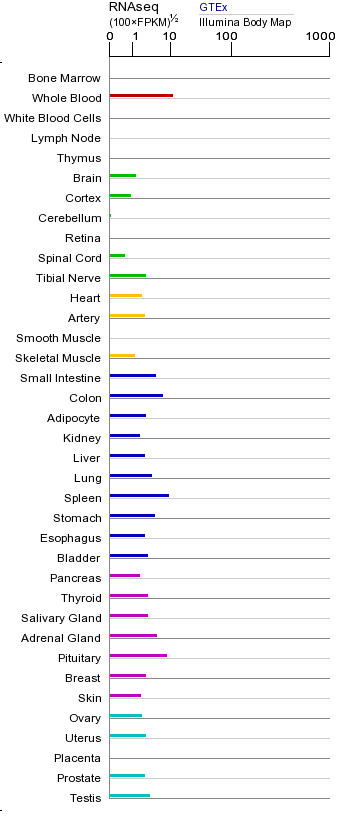 RNAseq GTEx
(100×FPKM)½ Illumina Body Map
0 1 10 100 1000
Bone Marrow
Whole Blood
White Blood Cells
Lymph Node
Thymus
Brain
Cortex
Cerebellum
Retina
Spinal Cord
Tibial Nerve
Heart
Artery
Smooth Muscle
Skeletal Muscle
Small Intestine
Colon
Adipocyte
Kidney
Liver
Lung
Spleen
Stomach
Esophagus
Bladder
Pancreas
Thyroid
Salivary Gland
Adrenal Gland
Pituitary
Breast
Skin
Ovary
Uterus
Placenta
Prostate
Testis